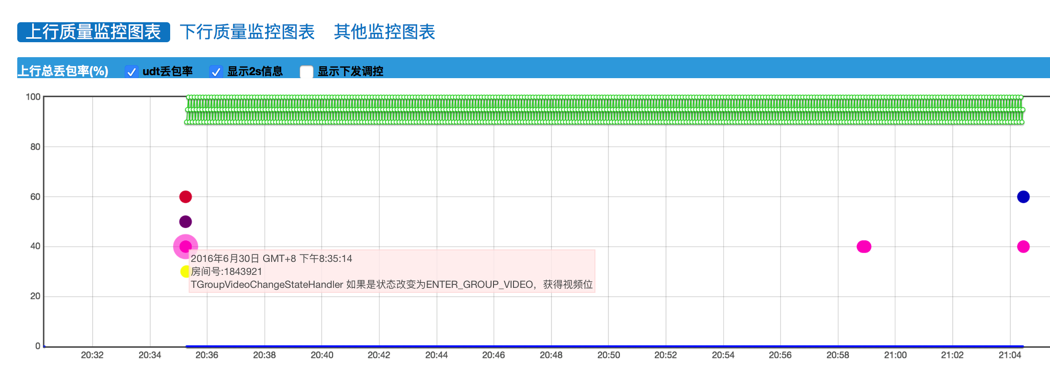 上行质量监控图表 下行质量监控图表 其他监控图表
上行总丢包率(%) udt丢包率 显示2s信息 显示下发调控
100
80
60
40
20
0
2016年6月30日 GMT+8 下午8:35:14
房间号:1843921
TGroupVideoChangeStateHandler 如果是状态改变为ENTER_GROUP_VIDEO，获得视频位
20:32 20:34 20:36 20:38 20:40 20:42 20:44 20:46 20:48 20:50 20:52 20:54 20:56 20:58 21:00 21:02 21:04